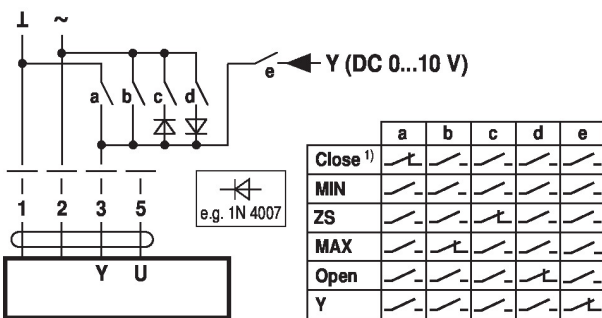 ⊥ ~
Y (DC 0...10 V)
e
a b c d
1 2 3 5
Y U
e.g. 1N 4007
a b c d e
Close 1)
MIN
ZS
MAX
Open
Y